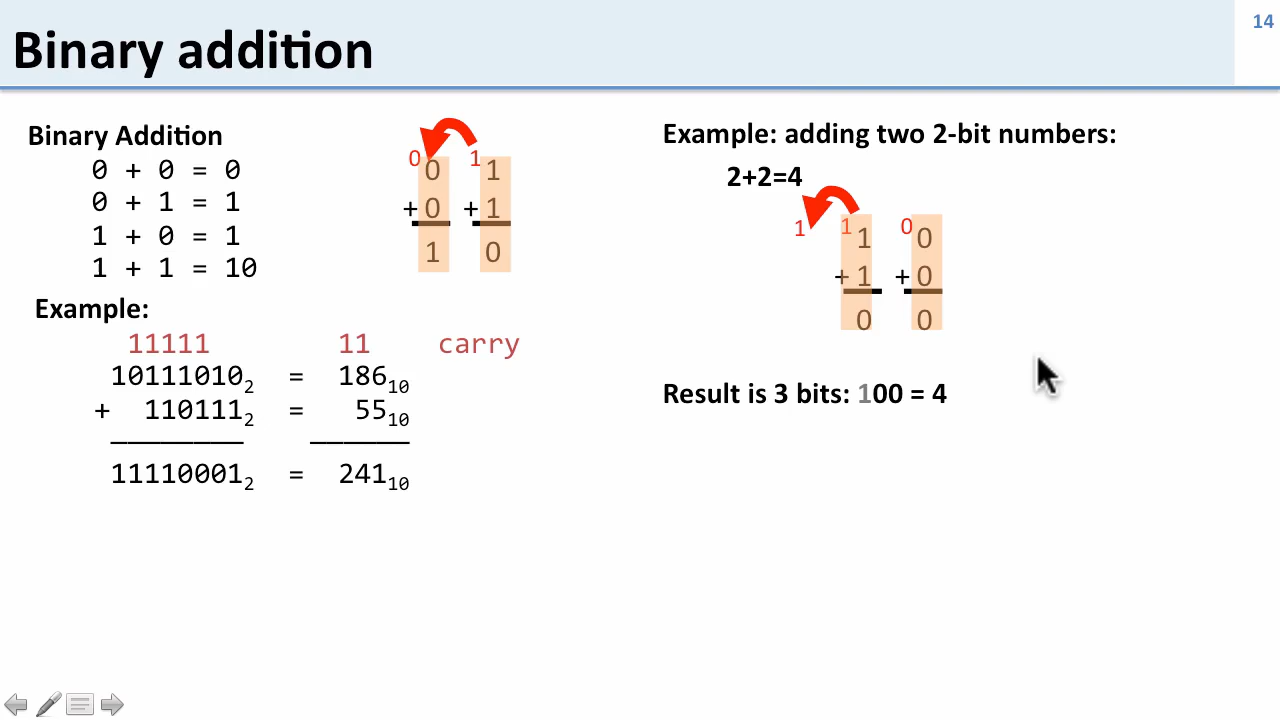 14
Binary addition
Binary Addition
0 + 0 = 0
0 + 1 = 1
1 + 0 = 1
1 + 1 = 10
0 0 1 1
+ 0 + 1
1 0
Example:
11111 11 carry
10111010₂ = 186₁₀
+ 110111₂ = 55₁₀
11110001₂ = 241₁₀
Example: adding two 2-bit numbers:
2+2=4
1 1 1 0 0
+ 1 + 0
0 0
Result is 3 bits: 100 = 4